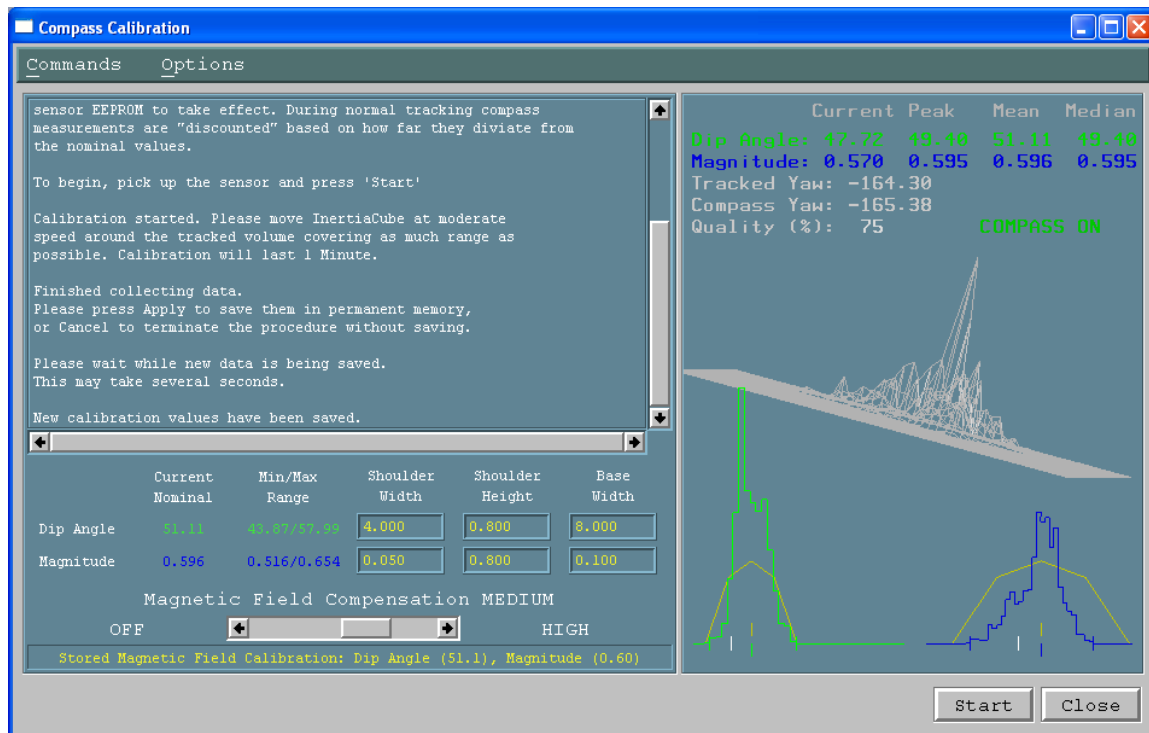 Compass Calibration
Commands Options
sensor EEPROM to take effect. During normal tracking compass
measurements are "discounted" based on how far they diviate from
the nominal values.
To begin, pick up the sensor and press 'Start'
Calibration started. Please move InertiaCube at moderate
speed around the tracked volume covering as much range as
possible. Calibration will last 1 Minute.
Finished collecting data.
Please press Apply to save them in permanent memory,
or Cancel to terminate the procedure without saving.
Please wait while new data is being saved.
This may take several seconds.
New calibration values have been saved.
Current Min/Max Shoulder Shoulder Base
Nominal Range Width Height Width
Dip Angle 51.11 43.87/57.99 4.000 0.800 8.000
Magnitude 0.596 0.516/0.654 0.050 0.800 0.100
Magnetic Field Compensation MEDIUM
OFF HIGH
Stored Magnetic Field Calibration: Dip Angle (51.1), Magnitude (0.60)
Current Peak Mean Median
Dip Angle: 47.72 49.40 51.11 49.40
Magnitude: 0.570 0.595 0.596 0.595
Tracked Yaw: -164.30
Compass Yaw: -165.38
Quality (%): 75 COMPASS ON
Start Close